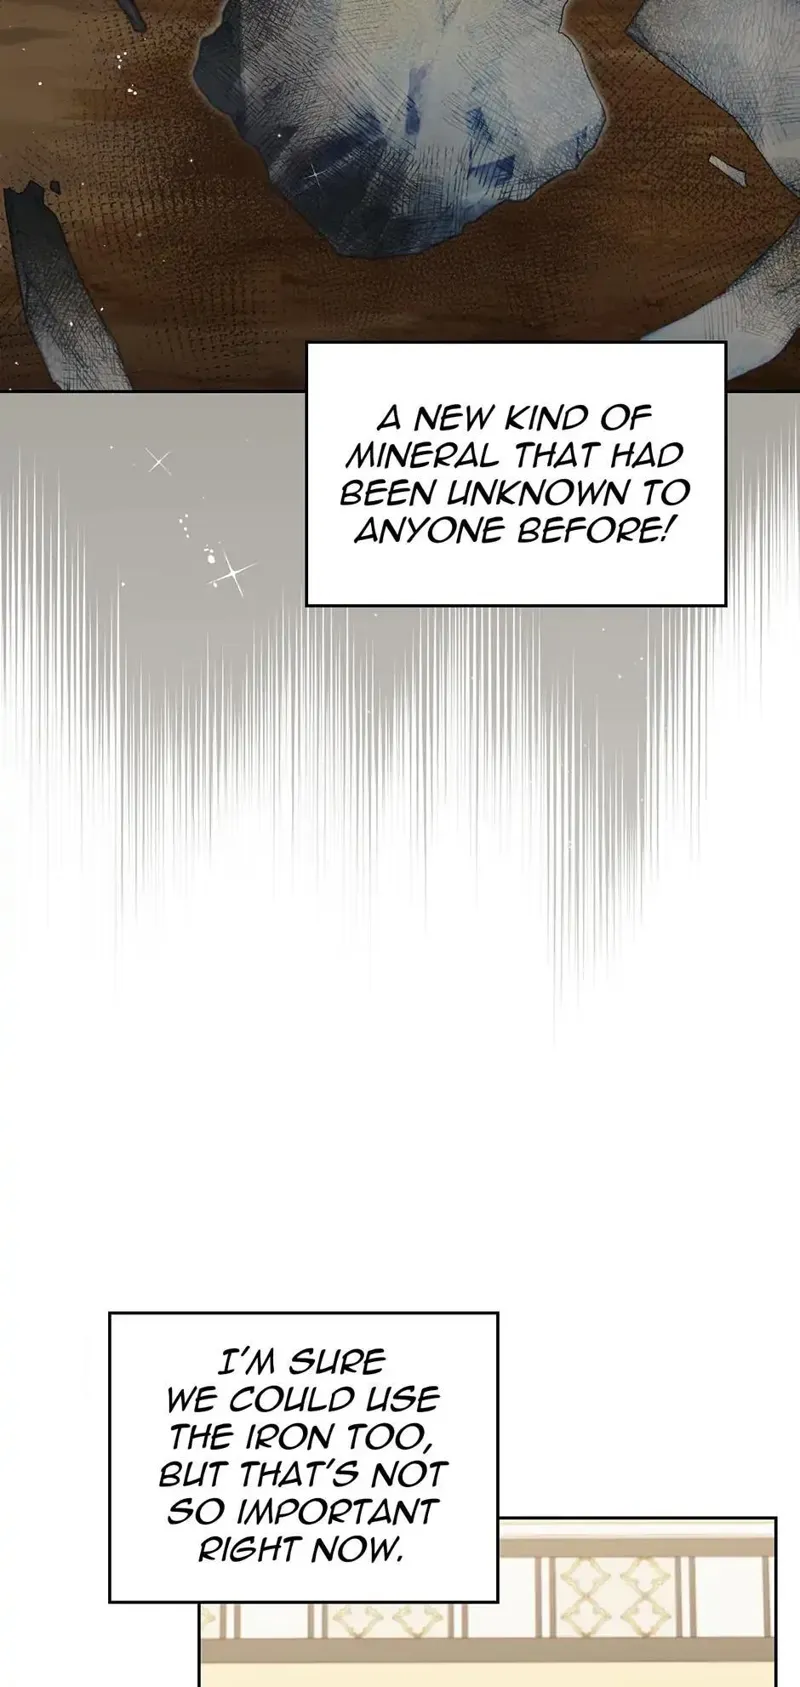 A NEW KIND OF
MINERAL THAT HAD
BEEN UNKNOWN TO
ANYONE BEFORE!
I'M SURE
WE COULD USE
THE IRON TOO,
BUT THAT'S NOT
SO IMPORTANT
RIGHT NOW.